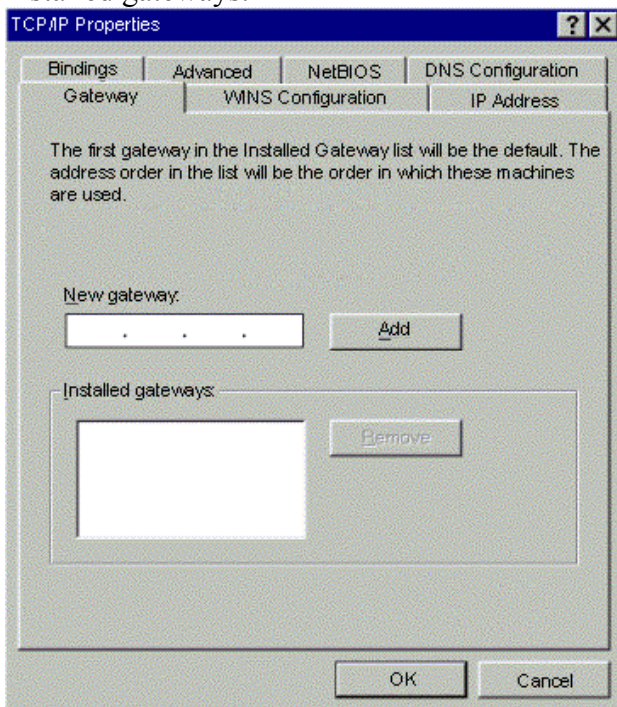 installed gateways.
TCP/IP Properties
? X
Bindings Advanced NetBIOS DNS Configuration
Gateway WINS Configuration IP Address
The first gateway in the Installed Gateway list will be the default. The
address order in the list will be the order in which these machines
are used.
New gateway:
. . .
Add
Installed gateways:
Remove
OK Cancel